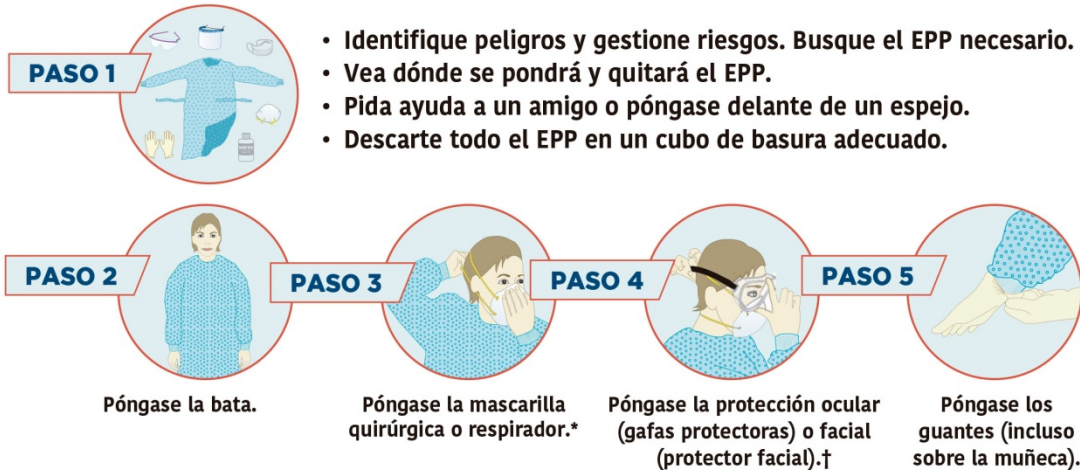 PASO 1
• Identifique peligros y gestione riesgos. Busque el EPP necesario.
• Vea dónde se pondrá y quitará el EPP.
• Pida ayuda a un amigo o póngase delante de un espejo.
• Descarte todo el EPP en un cubo de basura adecuado.
PASO 2
Póngase la bata.
PASO 3
Póngase la mascarilla
quirúrgica o respirador.*
PASO 4
Póngase la protección ocular
(gafas protectoras) o facial
(protector facial).†
PASO 5
Póngase los
guantes (incluso
sobre la muñeca).